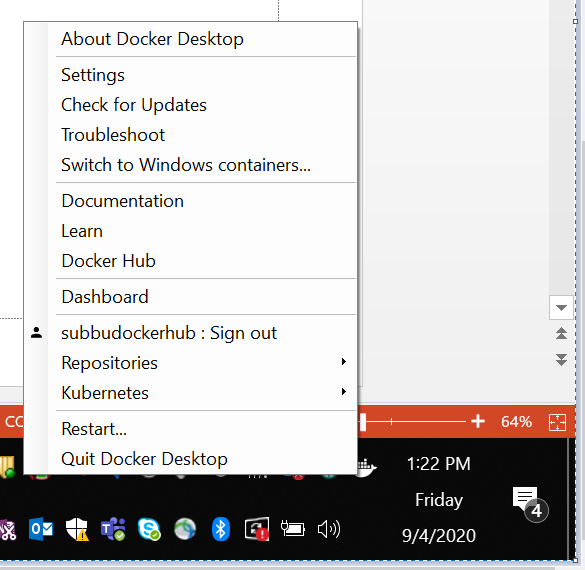 About Docker Desktop
Settings
Check for Updates
Troubleshoot
Switch to Windows containers...
Documentation
Learn
Docker Hub
Dashboard
subbudockerhub : Sign out
Repositories
Kubernetes
Restart...
Quit Docker Desktop
CO
64%
1:22 PM
Friday
9/4/2020
4